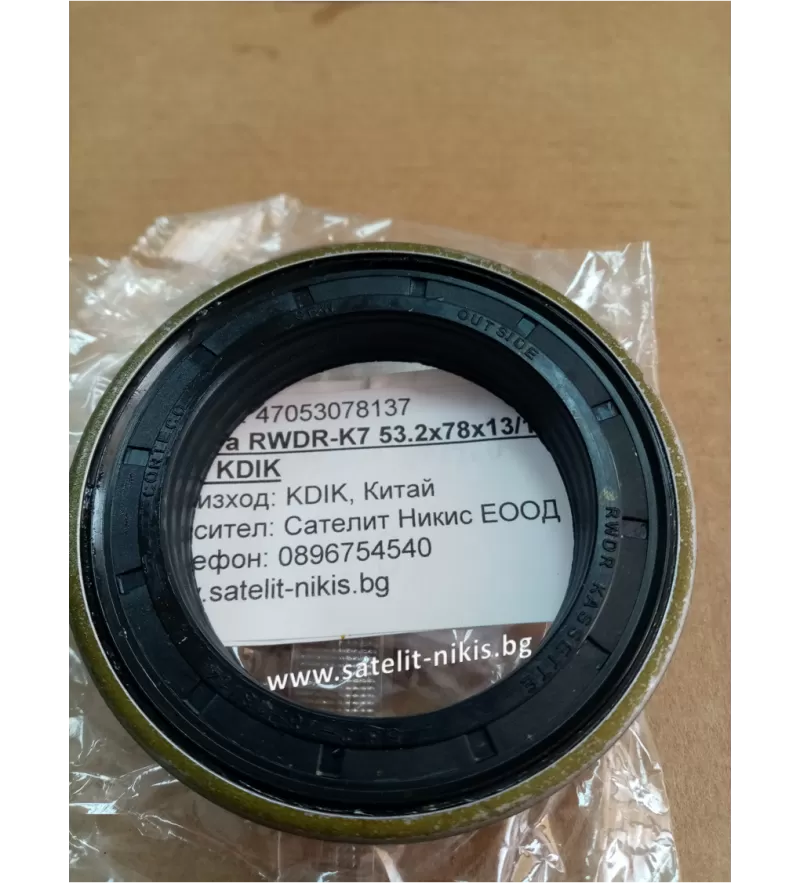 OUTSIDE
CORTECO
RWDR KASSETTE
47053078137
RWDR-K7 53.2x78x13/
KDIK
изход: KDIK, Китай
сител: Сателит Никис ЕООД
ефон: 0896754540
.satelit-nikis.bg
www.satelit-nikis.bg